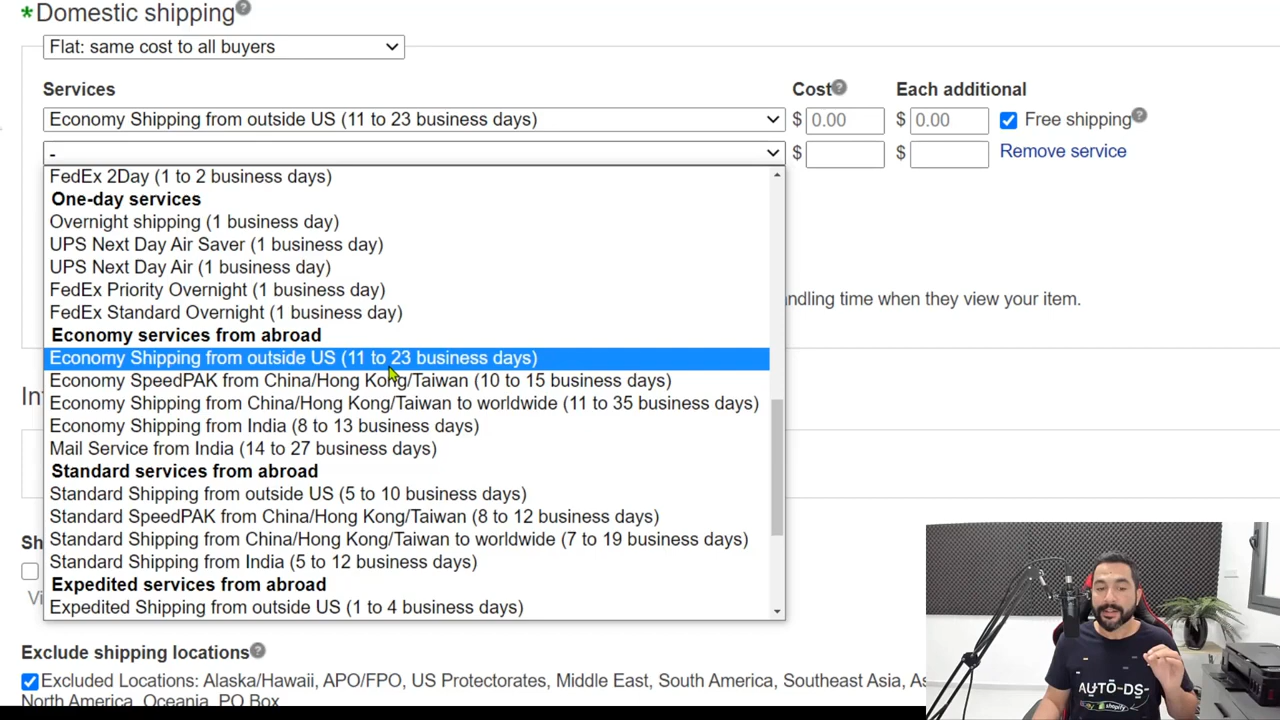 *Domestic shipping ?
Flat: same cost to all buyers
Services
Cost ?
Each additional
Economy Shipping from outside US (11 to 23 business days)
$ 0.00
$ 0.00
Free shipping ?
-
$
$
Remove service
FedEx 2Day (1 to 2 business days)
One-day services
Overnight shipping (1 business day)
UPS Next Day Air Saver (1 business day)
UPS Next Day Air (1 business day)
FedEx Priority Overnight (1 business day)
FedEx Standard Overnight (1 business day)
Economy services from abroad
Economy Shipping from outside US (11 to 23 business days)
Economy SpeedPAK from China/Hong Kong/Taiwan (10 to 15 business days)
Economy Shipping from China/Hong Kong/Taiwan to worldwide (11 to 35 business days)
Economy Shipping from India (8 to 13 business days)
Mail Service from India (14 to 27 business days)
Standard services from abroad
Standard Shipping from outside US (5 to 10 business days)
Standard SpeedPAK from China/Hong Kong/Taiwan (8 to 12 business days)
Standard Shipping from China/Hong Kong/Taiwan to worldwide (7 to 19 business days)
Standard Shipping from India (5 to 12 business days)
Expedited services from abroad
Expedited Shipping from outside US (1 to 4 business days)
time when they view your item.
Exclude shipping locations ?
Excluded Locations: Alaska/Hawaii, APO/FPO, US Protectorates, Middle East, South America, Southeast Asia,
North America, Oceania, PO Box
AUTO-DS
shopify